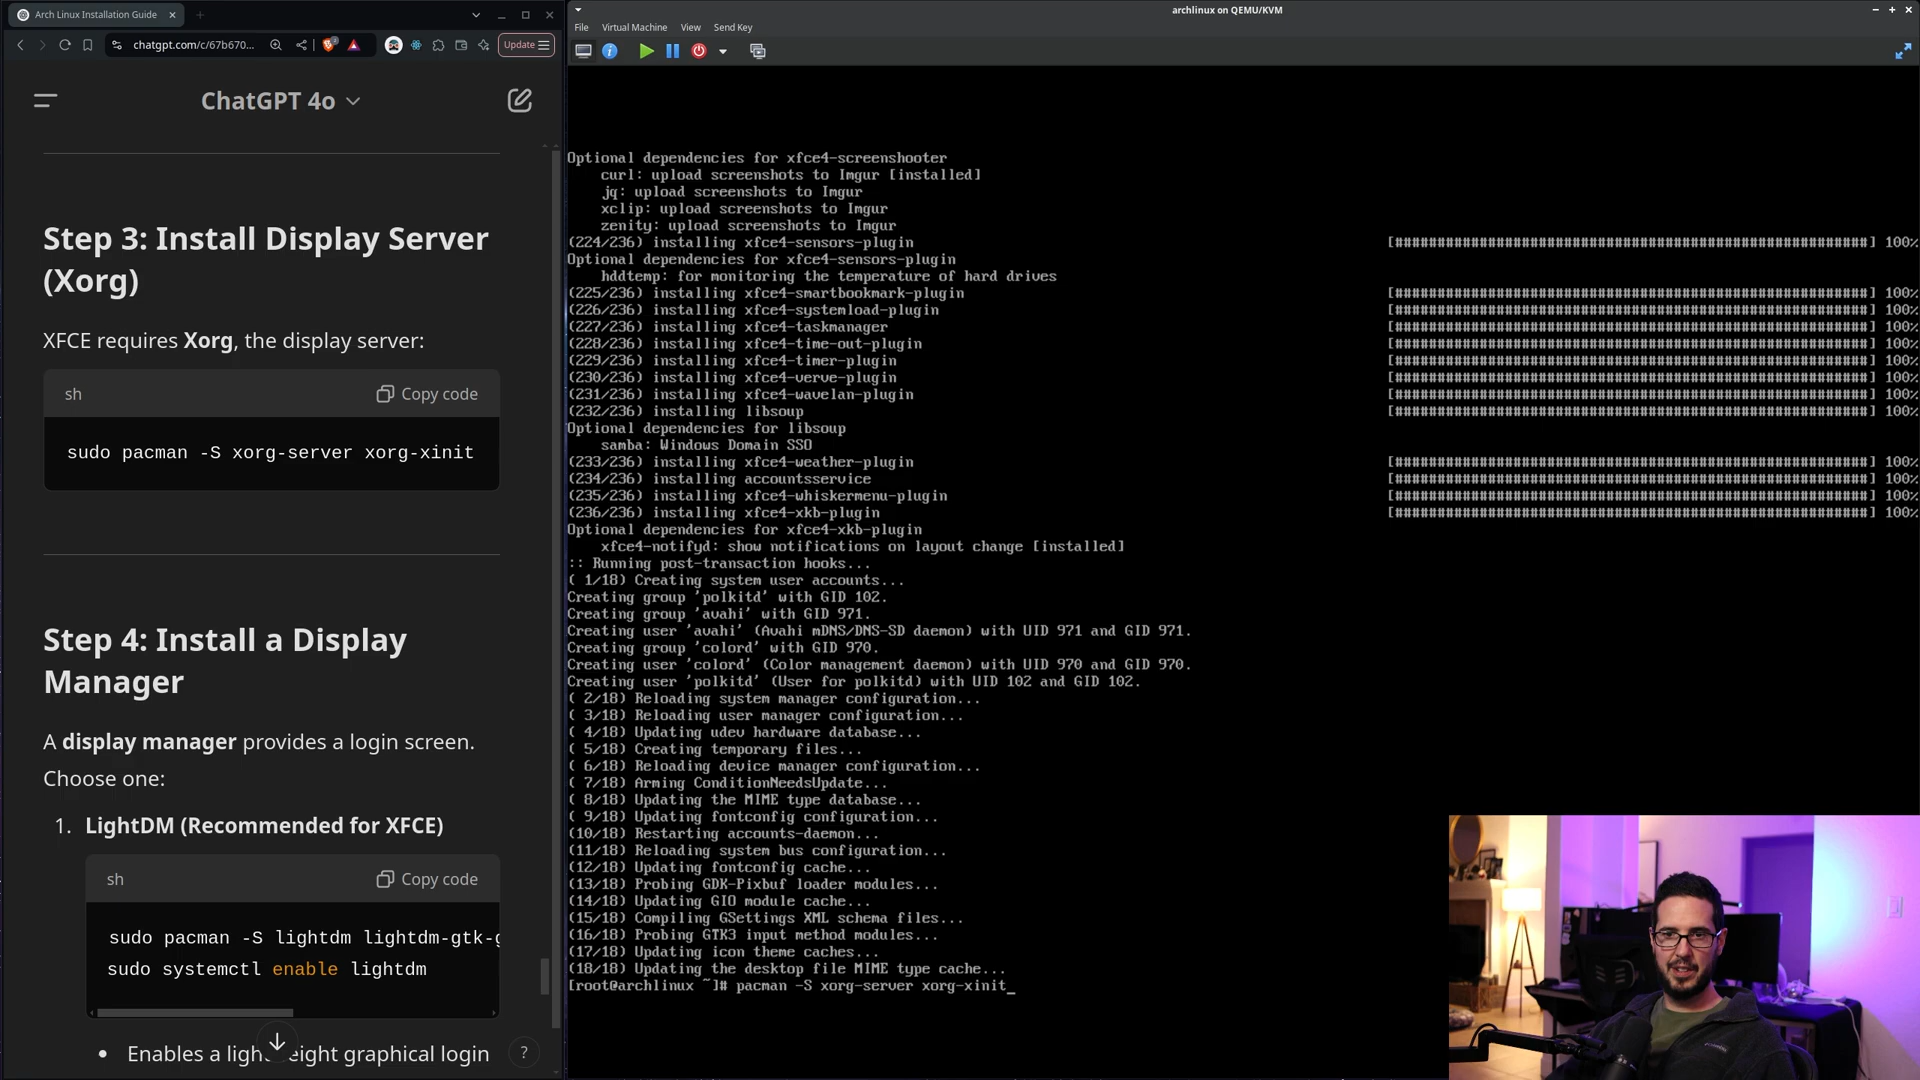 Arch Linux Installation Guide
chatgpt.com/c/67b670...
Update
ChatGPT 4o
Step 3: Install Display Server
(Xorg)
XFCE requires Xorg, the display server:
sh
Copy code
sudo pacman -S xorg-server xorg-xinit
Step 4: Install a Display
Manager
A display manager provides a login screen.
Choose one:
1. LightDM (Recommended for XFCE)
sh
Copy code
sudo pacman -S lightdm lightdm-gtk-g
sudo systemctl enable lightdm
Enables a light eight graphical login
?
archlinux on QEMU/KVM
File Virtual Machine View Send Key
Optional dependencies for xfce4-screenshooter
curl: upload screenshots to Imgur [installed]
jq: upload screenshots to Imgur
xclip: upload screenshots to Imgur
zenity: upload screenshots to Imgur
(224/236) installing xfce4-sensors-plugin [########################################################] 100%
Optional dependencies for xfce4-sensors-plugin
hddtemp: for monitoring the temperature of hard drives
(225/236) installing xfce4-smartbookmark-plugin [########################################################] 100%
(226/236) installing xfce4-systemload-plugin [########################################################] 100%
(227/236) installing xfce4-taskmanager [########################################################] 100%
(228/236) installing xfce4-time-out-plugin [########################################################] 100%
(229/236) installing xfce4-timer-plugin [########################################################] 100%
(230/236) installing xfce4-verve-plugin [########################################################] 100%
(231/236) installing xfce4-wavelan-plugin [########################################################] 100%
(232/236) installing libsoup [########################################################] 100%
Optional dependencies for libsoup
samba: Windows Domain SSO
(233/236) installing xfce4-weather-plugin [########################################################] 100%
(234/236) installing accountsservice [########################################################] 100%
(235/236) installing xfce4-whiskermenu-plugin [########################################################] 100%
(236/236) installing xfce4-xkb-plugin [########################################################] 100%
Optional dependencies for xfce4-xkb-plugin
xfce4-notifyd: show notifications on layout change [installed]
:: Running post-transaction hooks...
( 1/18) Creating system user accounts...
Creating group 'polkitd' with GID 102.
Creating group 'avahi' with GID 971.
Creating user 'avahi' (Avahi mDNS/DNS-SD daemon) with UID 971 and GID 971.
Creating group 'colord' with GID 970.
Creating user 'colord' (Color management daemon) with UID 970 and GID 970.
Creating user 'polkitd' (User for polkitd) with UID 102 and GID 102.
( 2/18) Reloading system manager configuration...
( 3/18) Reloading user manager configuration...
( 4/18) Updating udev hardware database...
( 5/18) Creating temporary files...
( 6/18) Reloading device manager configuration...
( 7/18) Arming ConditionNeedsUpdate...
( 8/18) Updating the MIME type database...
( 9/18) Updating fontconfig configuration...
(10/18) Restarting accounts-daemon...
(11/18) Reloading system bus configuration...
(12/18) Updating fontconfig cache...
(13/18) Probing GDK-Pixbuf loader modules...
(14/18) Updating GIO module cache...
(15/18) Compiling GSettings XML schema files...
(16/18) Probing GTK3 input method modules...
(17/18) Updating icon theme caches...
(18/18) Updating the desktop file MIME type cache...
[root@archlinux ~]# pacman -S xorg-server xorg-xinit_